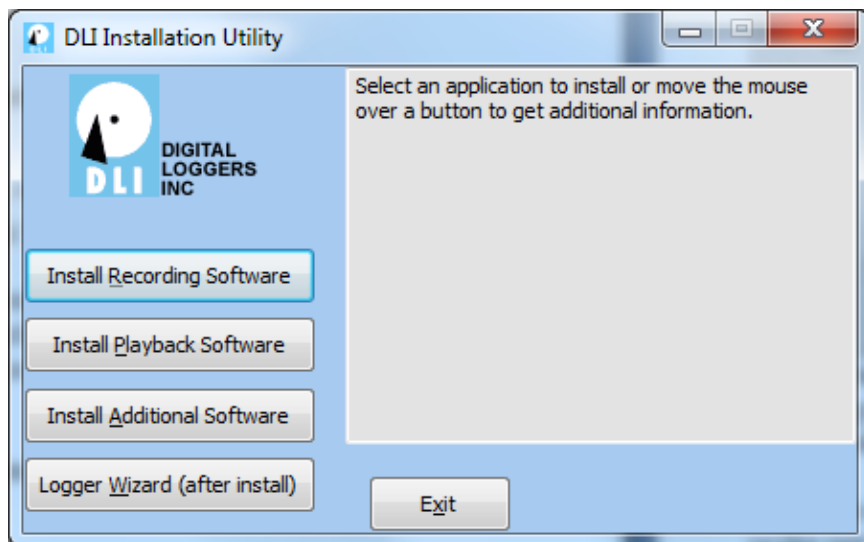 DLI Installation Utility
DLI
DIGITAL
LOGGERS
INC
DLI
Select an application to install or move the mouse
over a button to get additional information.
Install Recording Software
Install Playback Software
Install Additional Software
Logger Wizard (after install)
Exit